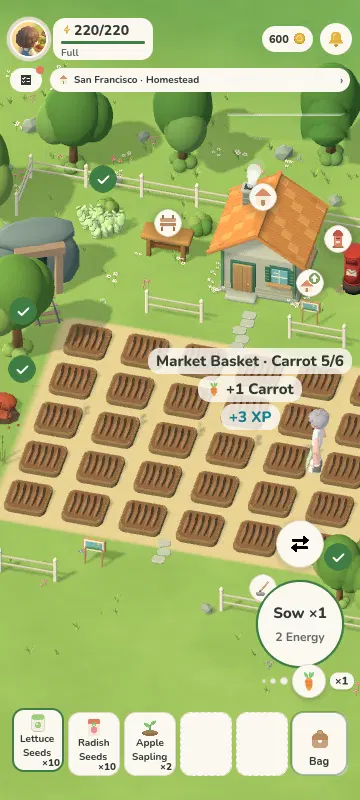 220/220
Full
600
San Francisco · Homestead
Market Basket · Carrot 5/6
+1 Carrot
+3 XP
Sow ×1
2 Energy
×1
Lettuce
Seeds
×10
Radish
Seeds
×10
Apple
Sapling
×2
Bag